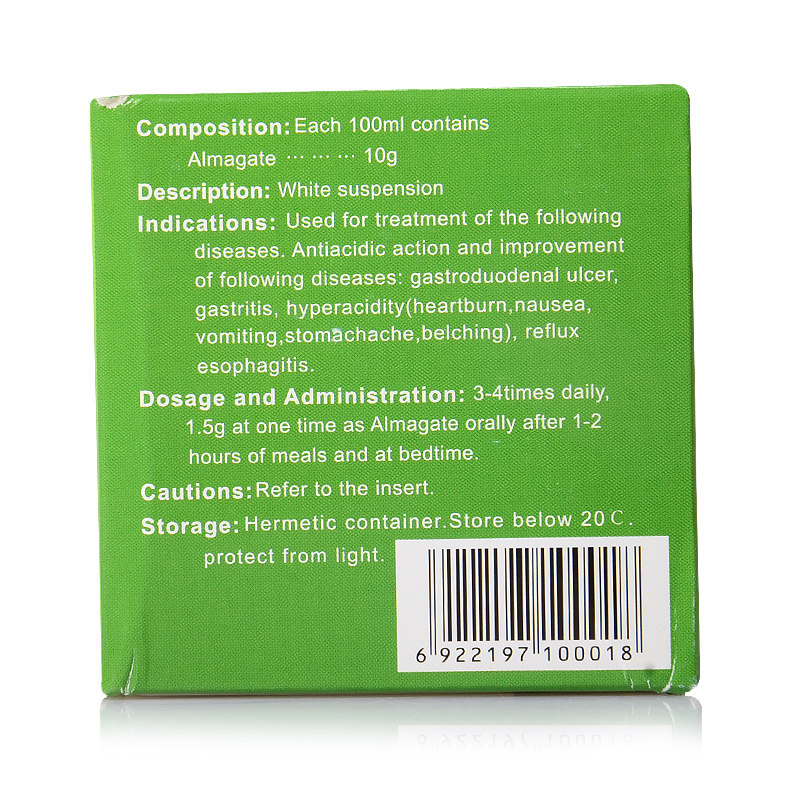 Composition: Each 100ml contains
Almagate ··· ··· ··· 10g
Description: White suspension
Indications: Used for treatment of the following
diseases. Antiacidic action and improvement
of following diseases: gastroduodenal ulcer,
gastritis, hyperacidity(heartburn,nausea,
vomiting,stomachache,belching), reflux
esophagitis.
Dosage and Administration: 3-4times daily,
1.5g at one time as Almagate orally after 1-2
hours of meals and at bedtime.
Cautions:Refer to the insert.
Storage:Hermetic container.Store below 20℃.
protect from light.
6 922197 100018